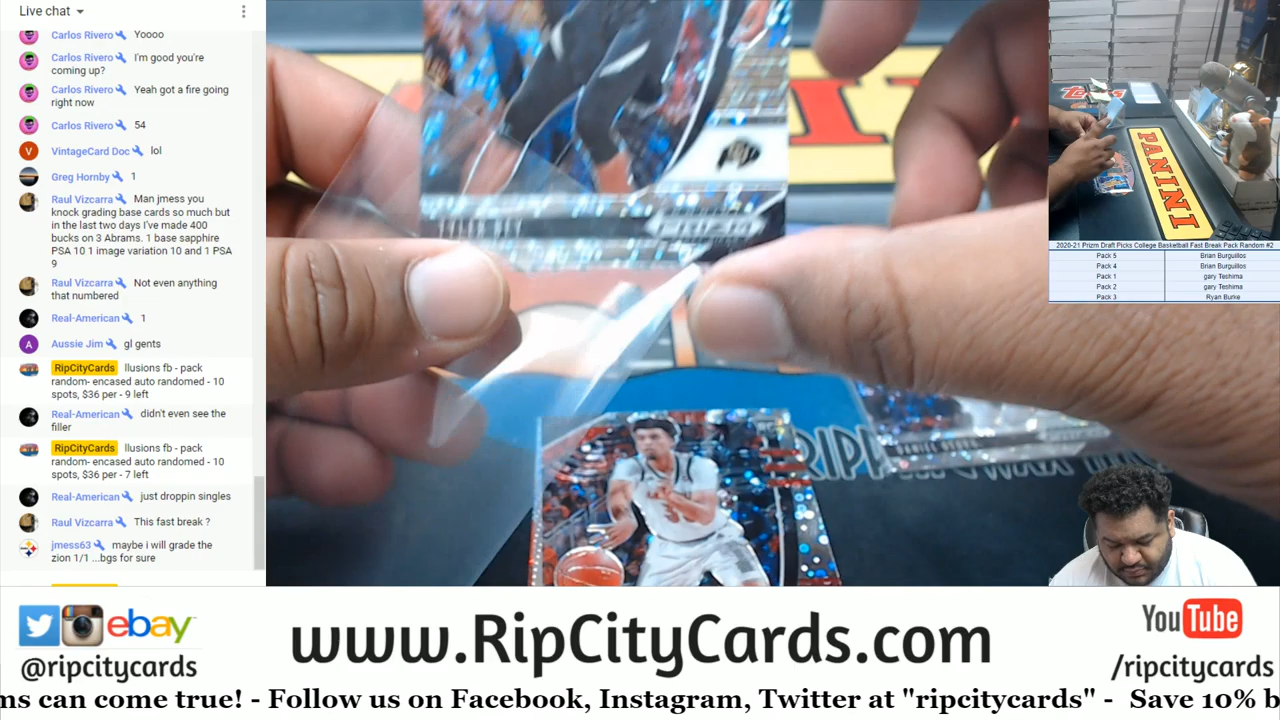 Live chat
Carlos Rivero Yoooo
Carlos Rivero I'm good you're
coming up?
Carlos Rivero Yeah got a fire going
right now
Carlos Rivero 54
VintageCard Doc lol
Greg Hornby 1
Raul Vizcarra Man jmess you
knock grading base cards so much but
in the last two days I've made 400
bucks on 3 Abrams. 1 base sapphire
PSA 10 1 image variation 10 and 1 PSA
9
Raul Vizcarra Not even anything
that numbered
Real-American 1
Aussie Jim gl gents
RipCityCards Ilusions fb - pack
random- encased auto randomed - 10
spots, $36 per - 9 left
Real-American didn't even see the
filler
RipCityCards Ilusions fb - pack
random- encased auto randomed - 10
spots, $36 per - 7 left
Real-American just droppin singles
Raul Vizcarra This fast break ?
jmess63 maybe i will grade the
zion 1/1 ...bgs for sure
V
A
PANINI
2020-21 Prizm Draft Picks College Basketball Fast Break Pack Random #2
Pack 5 Brian Burguillos
Pack 4 Brian Burguillos
Pack 1 gary Teshima
Pack 2 gary Teshima
Pack 3 Ryan Burke
ebay
@ripcitycards
www.RipCityCards.com
YouTube
/ripcitycards
ms can come true! - Follow us on Facebook, Instagram, Twitter at "ripcitycards" - Save 10% b